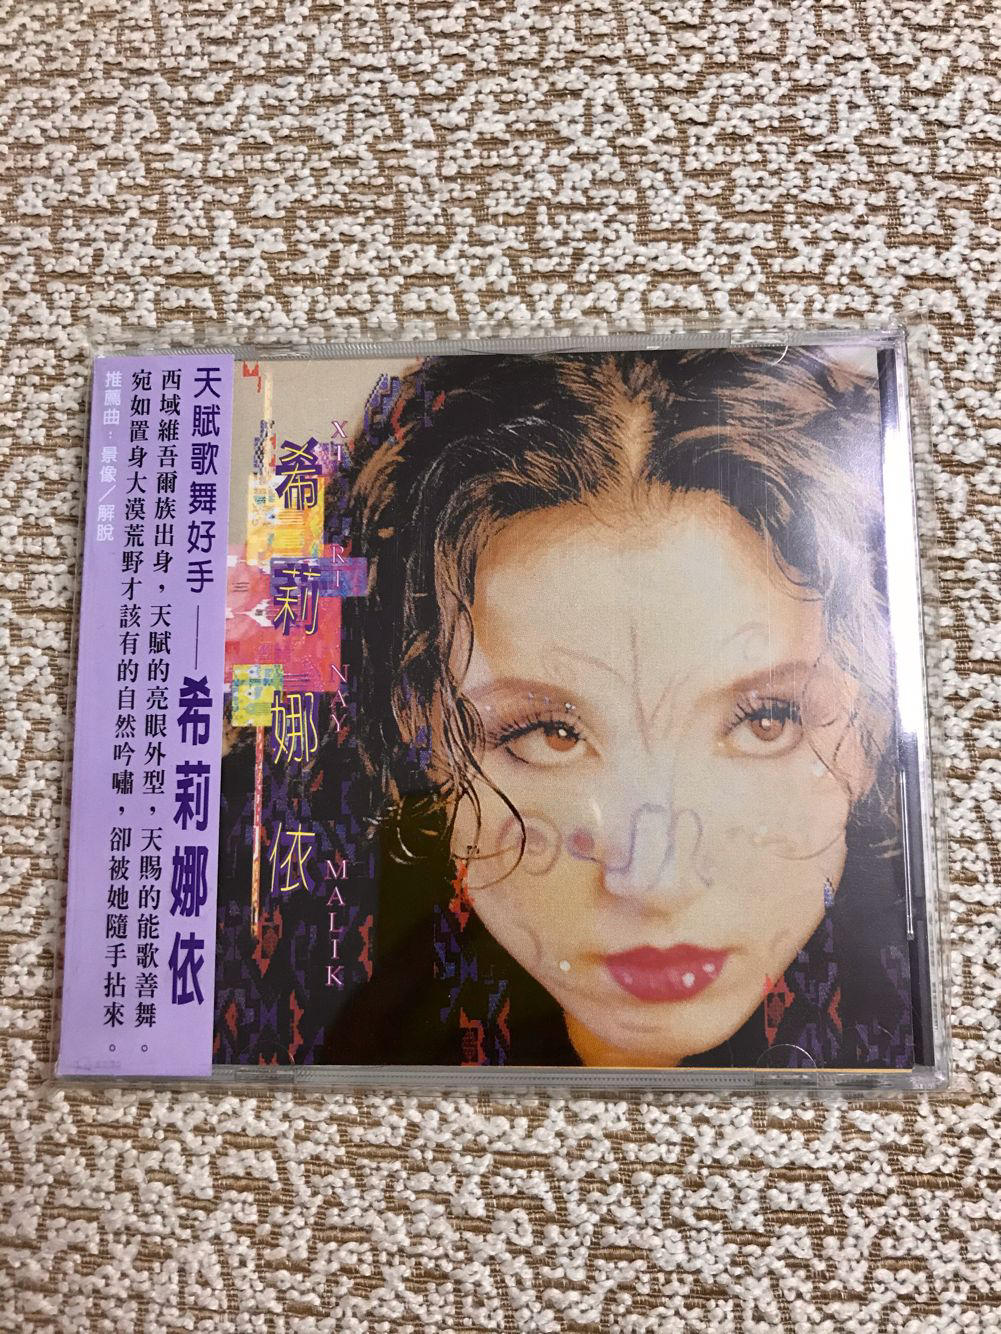 天賦歌舞好手——希莉娜依
西域維吾爾族出身，天賦的亮眼外型，天賜的能歌善舞。
宛如置身大漠荒野才該有的自然吟嘯，卻被她隨手拈來。
推薦曲：景像／解脫
XI RI NAY MALIK
希莉娜依